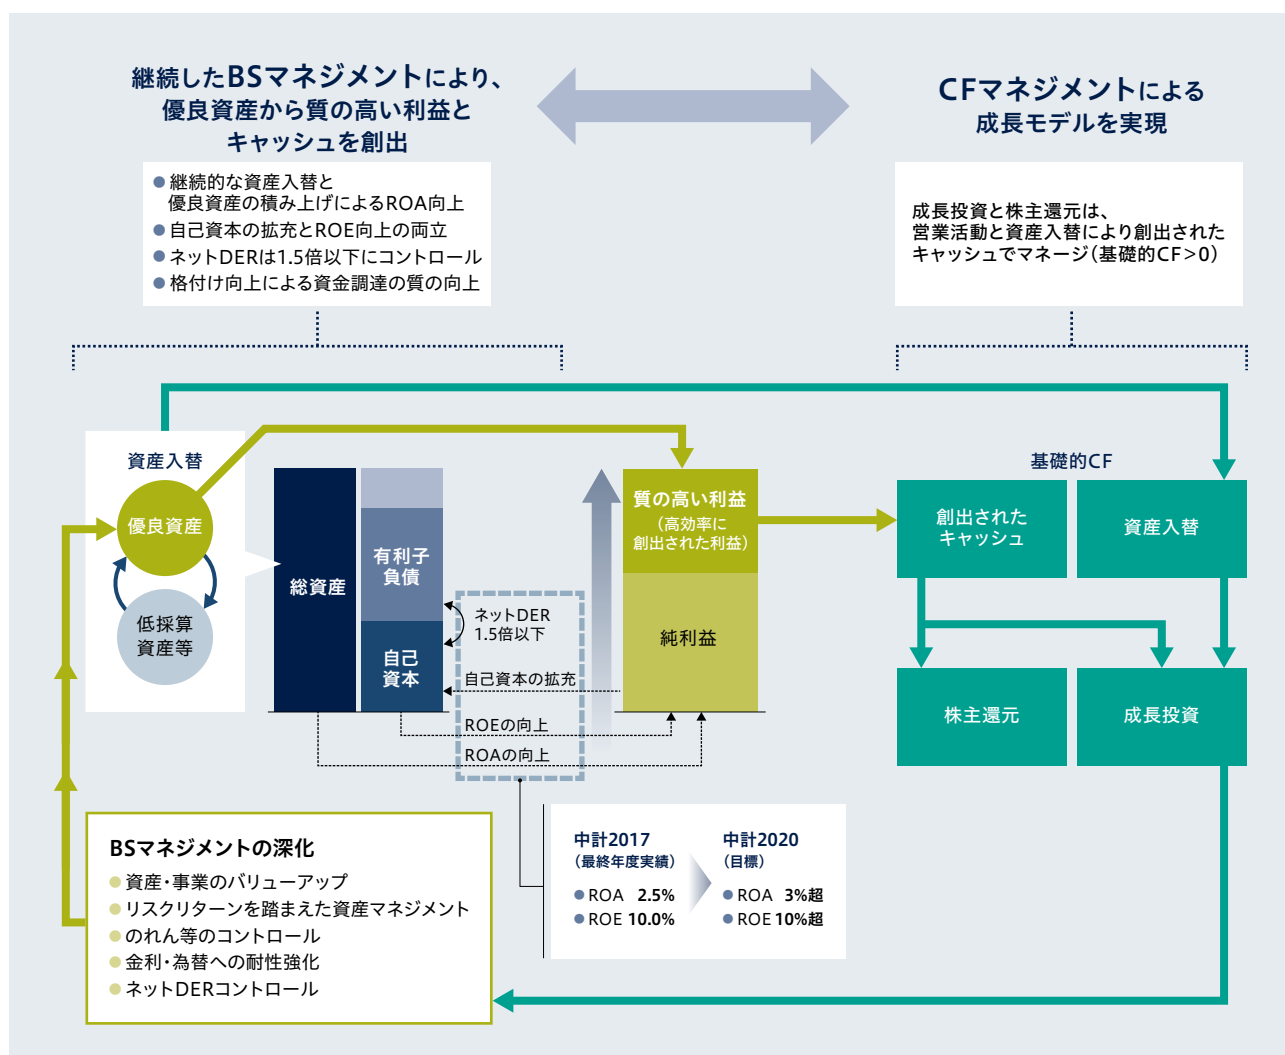 継続したBSマネジメントにより、
優良資産から質の高い利益と
キャッシュを創出
CFマネジメントによる
成長モデルを実現
● 継続的な資産入替と
優良資産の積み上げによるROA向上
● 自己資本の拡充とROE向上の両立
● ネットDERは1.5倍以下にコントロール
● 格付け向上による資金調達の質の向上
成長投資と株主還元は、
営業活動と資産入替により創出された
キャッシュでマネージ(基礎的CF>0)
資産入替
優良資産
低採算
資産等
総資産
有利子
負債
自己
資本
ネットDER
1.5倍以下
自己資本の拡充
ROEの向上
ROAの向上
質の高い利益
(高効率に
創出された利益)
純利益
基礎的CF
創出された
キャッシュ
資産入替
株主還元
成長投資
BSマネジメントの深化
● 資産・事業のバリューアップ
● リスクリターンを踏まえた資産マネジメント
● のれん等のコントロール
● 金利・為替への耐性強化
● ネットDERコントロール
中計2017
(最終年度実績)
● ROA 2.5%
● ROE 10.0%
中計2020
(目標)
● ROA 3%超
● ROE 10%超